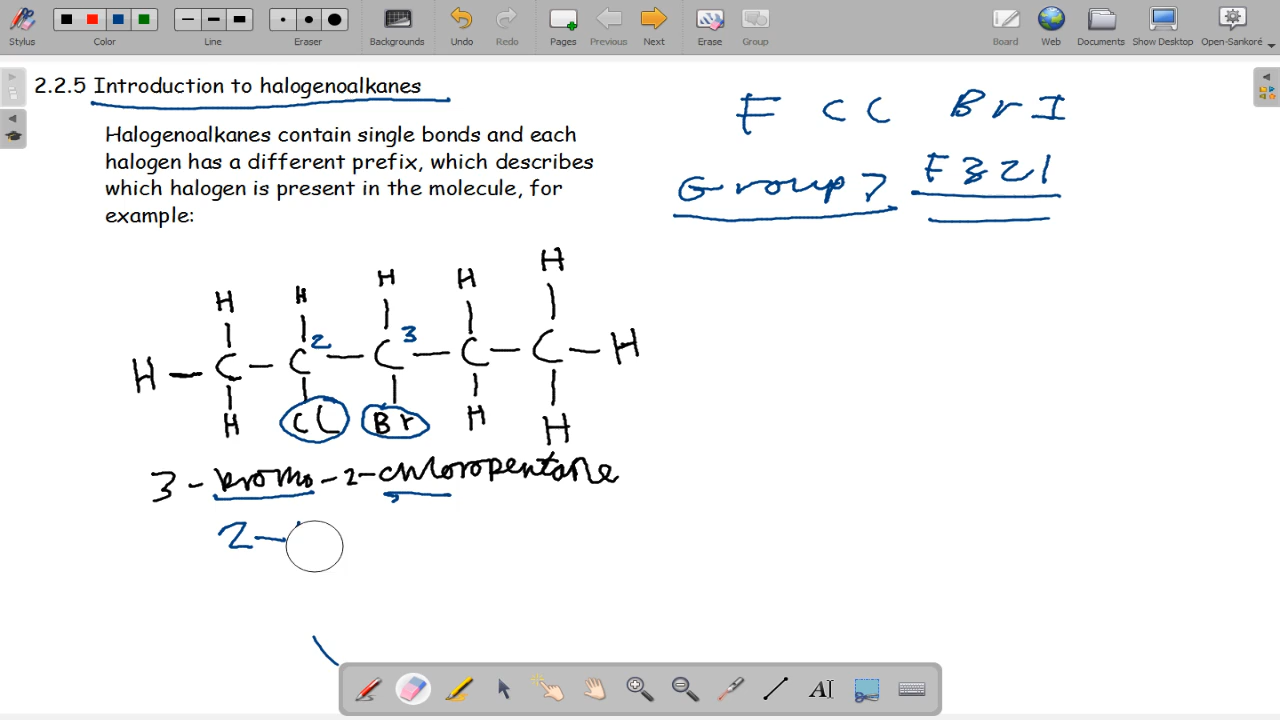 Stylus Color Line Eraser Backgrounds Undo Redo Pages Previous Next Erase Group Board Web Documents Show Desktop Open-Sankoré
2.2.5 Introduction to halogenoalkanes
F Cl Br I
Halogenoalkanes contain single bonds and each
halogen has a different prefix, which describes
which halogen is present in the molecule, for
example:
Group 7
H H H H H
2 3
H C C C C C H
H Cl Br H H
3-bromo-2-chloropentane
2-
AI